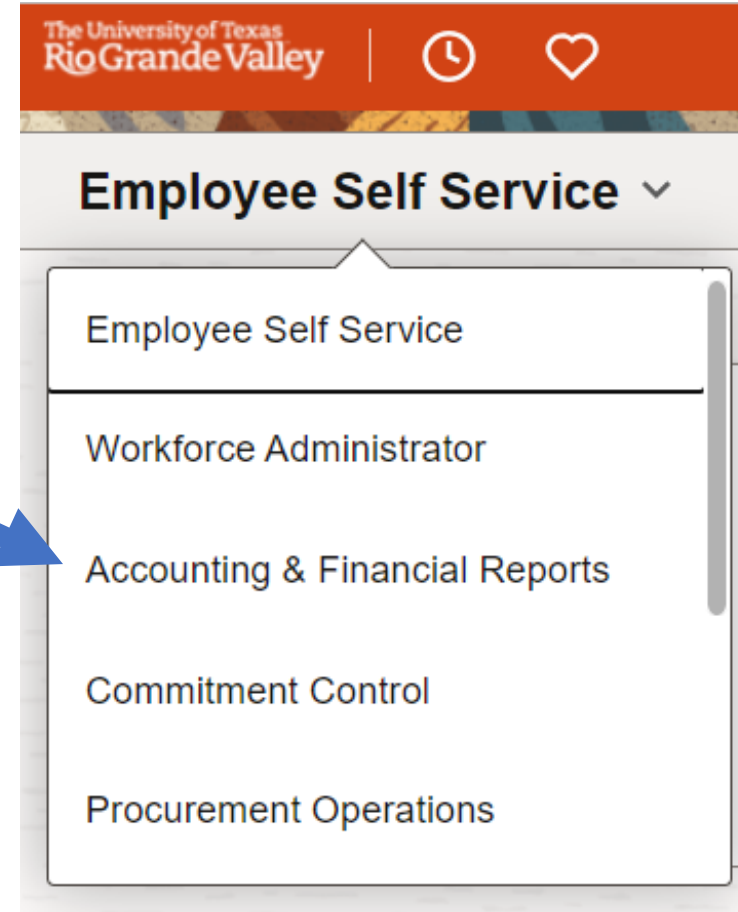 The University of Texas
Rio Grande Valley
Employee Self Service
Employee Self Service
Workforce Administrator
Accounting & Financial Reports
Commitment Control
Procurement Operations